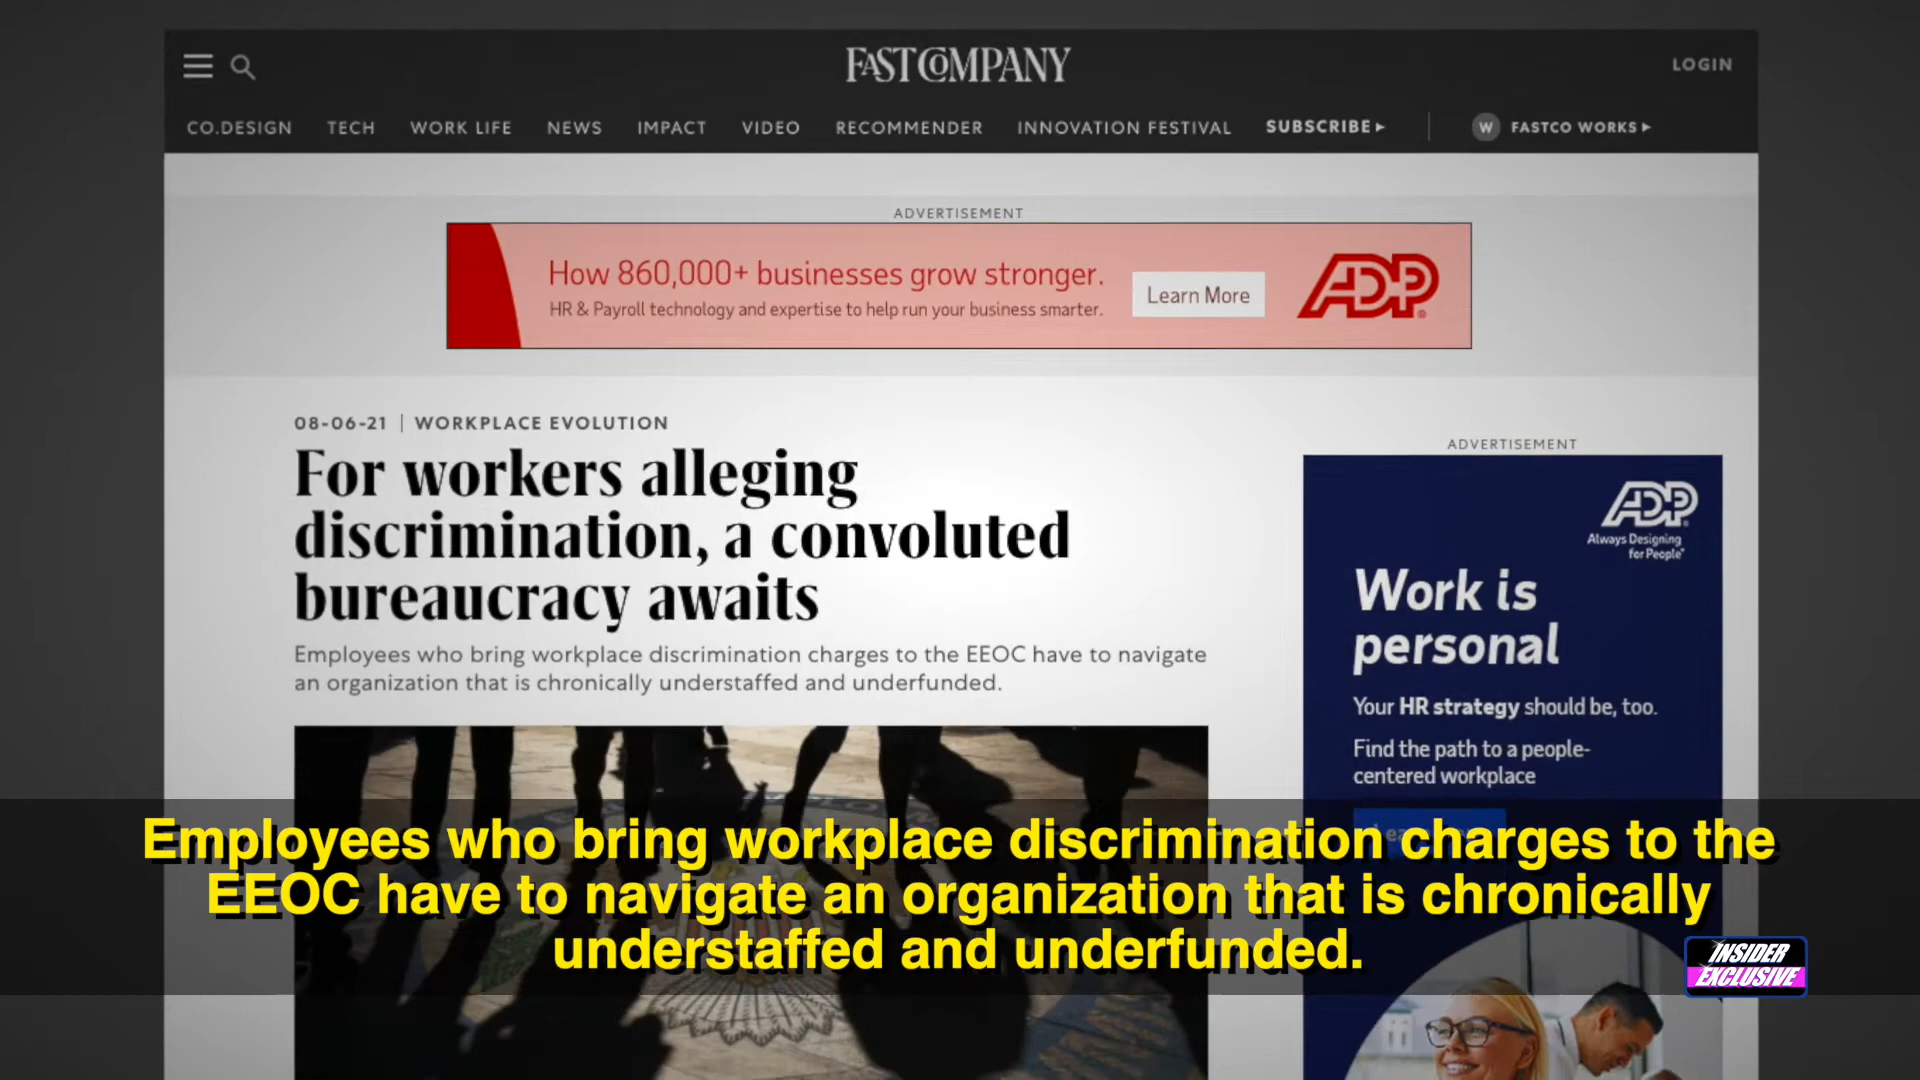 FAST COMPANY
LOGIN
CO.DESIGN TECH WORK LIFE NEWS IMPACT VIDEO RECOMMENDER INNOVATION FESTIVAL SUBSCRIBE W FASTCO WORKS
ADVERTISEMENT
How 860,000+ businesses grow stronger.
HR & Payroll technology and expertise to help run your business smarter.
Learn More
ADP®
08-06-21 | WORKPLACE EVOLUTION
For workers alleging
discrimination, a convoluted
bureaucracy awaits
Employees who bring workplace discrimination charges to the EEOC have to navigate
an organization that is chronically understaffed and underfunded.
ADVERTISEMENT
ADP®
Always Designing
for People®
Work is
personal
Your HR strategy should be, too.
Find the path to a people-
centered workplace
Employees who bring workplace discrimination charges to the
EEOC have to navigate an organization that is chronically
understaffed and underfunded.
INSIDER
EXCLUSIVE